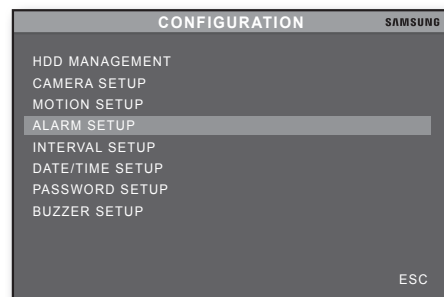 CONFIGURATION SAMSUNG
HDD MANAGEMENT
CAMERA SETUP
MOTION SETUP
ALARM SETUP
INTERVAL SETUP
DATE/TIME SETUP
PASSWORD SETUP
BUZZER SETUP
ESC